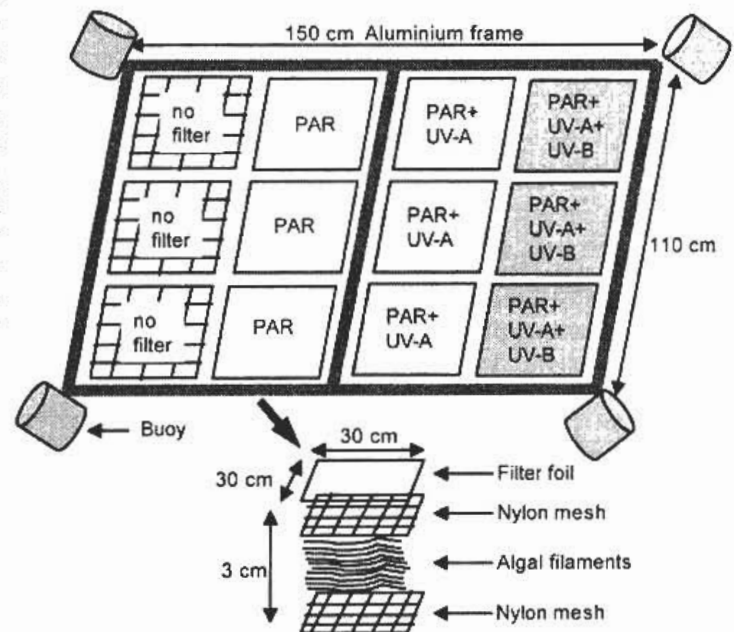 150 cm Aluminium frame
no
filter
PAR
PAR+
UV-A
PAR+
UV-A+
UV-B
no
filter
PAR
PAR+
UV-A
PAR+
UV-A+
UV-B
110 cm
no
filter
PAR
PAR+
UV-A
PAR+
UV-A+
UV-B
Buoy
30 cm
30 cm
Filter foil
Nylon mesh
3 cm
Algal filaments
Nylon mesh